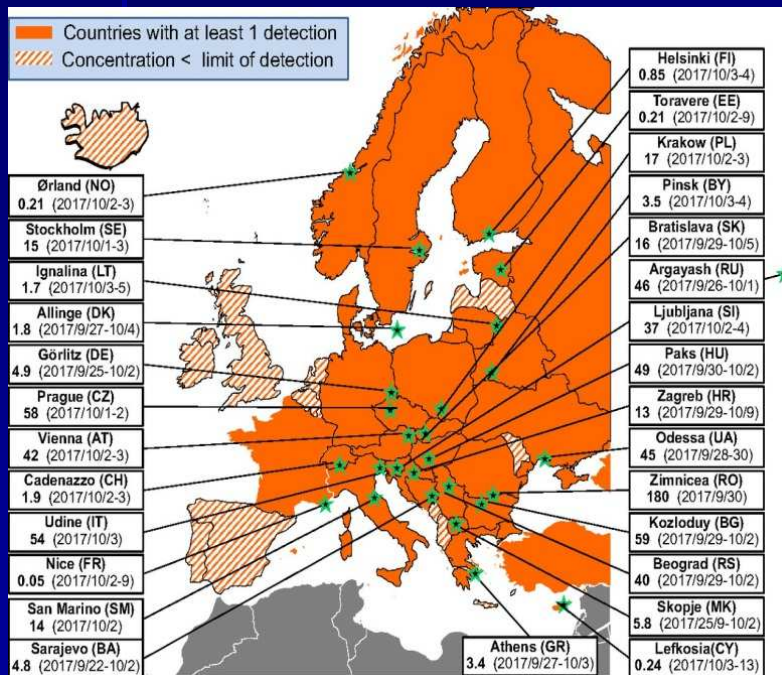 Countries with at least 1 detection
Concentration < limit of detection
Ørland (NO)
0.21 (2017/10/2-3)
Stockholm (SE)
15 (2017/10/1-3)
Ignalina (LT)
1.7 (2017/10/3-5)
Allinge (DK)
1.8 (2017/9/27-10/4)
Görlitz (DE)
4.9 (2017/9/25-10/2)
Prague (CZ)
58 (2017/10/1-2)
Vienna (AT)
42 (2017/10/2-3)
Cadenazzo (CH)
1.9 (2017/10/2-3)
Udine (IT)
54 (2017/10/3)
Nice (FR)
0.05 (2017/10/2-9)
San Marino (SM)
14 (2017/10/2)
Sarajevo (BA)
4.8 (2017/9/22-10/2)
Helsinki (FI)
0.85 (2017/10/3-4)
Toravere (EE)
0.21 (2017/10/2-9)
Krakow (PL)
17 (2017/10/2-3)
Pinsk (BY)
3.5 (2017/10/3-4)
Bratislava (SK)
16 (2017/9/29-10/5)
Argayash (RU)
46 (2017/9/26-10/1)
Ljubljana (SI)
37 (2017/10/2-4)
Paks (HU)
49 (2017/9/30-10/2)
Zagreb (HR)
13 (2017/9/29-10/9)
Odessa (UA)
45 (2017/9/28-30)
Zimnicea (RO)
180 (2017/9/30)
Kozloduy (BG)
59 (2017/9/29-10/2)
Beograd (RS)
40 (2017/9/29-10/2)
Skopje (MK)
5.8 (2017/25/9-10/2)
Lefkosia(CY)
0.24 (2017/10/3-13)
Athens (GR)
3.4 (2017/9/27-10/3)